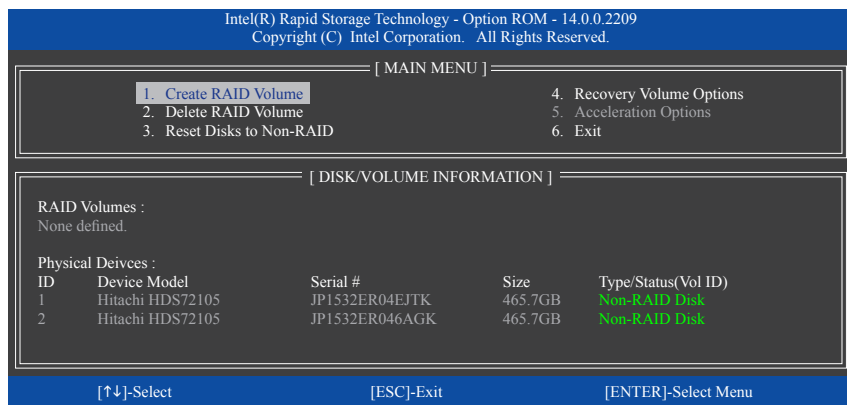 Intel(R) Rapid Storage Technology - Option ROM - 14.0.0.2209
Copyright (C) Intel Corporation. All Rights Reserved.
[ MAIN MENU ]
1. Create RAID Volume
2. Delete RAID Volume
3. Reset Disks to Non-RAID
4. Recovery Volume Options
5. Acceleration Options
6. Exit
[ DISK/VOLUME INFORMATION ]
RAID Volumes :
None defined.
Physical Deivces :
ID Device Model Serial # Size Type/Status(Vol ID)
1 Hitachi HDS72105 JP1532ER04EJTK 465.7GB Non-RAID Disk
2 Hitachi HDS72105 JP1532ER046AGK 465.7GB Non-RAID Disk
[↑↓]-Select [ESC]-Exit [ENTER]-Select Menu